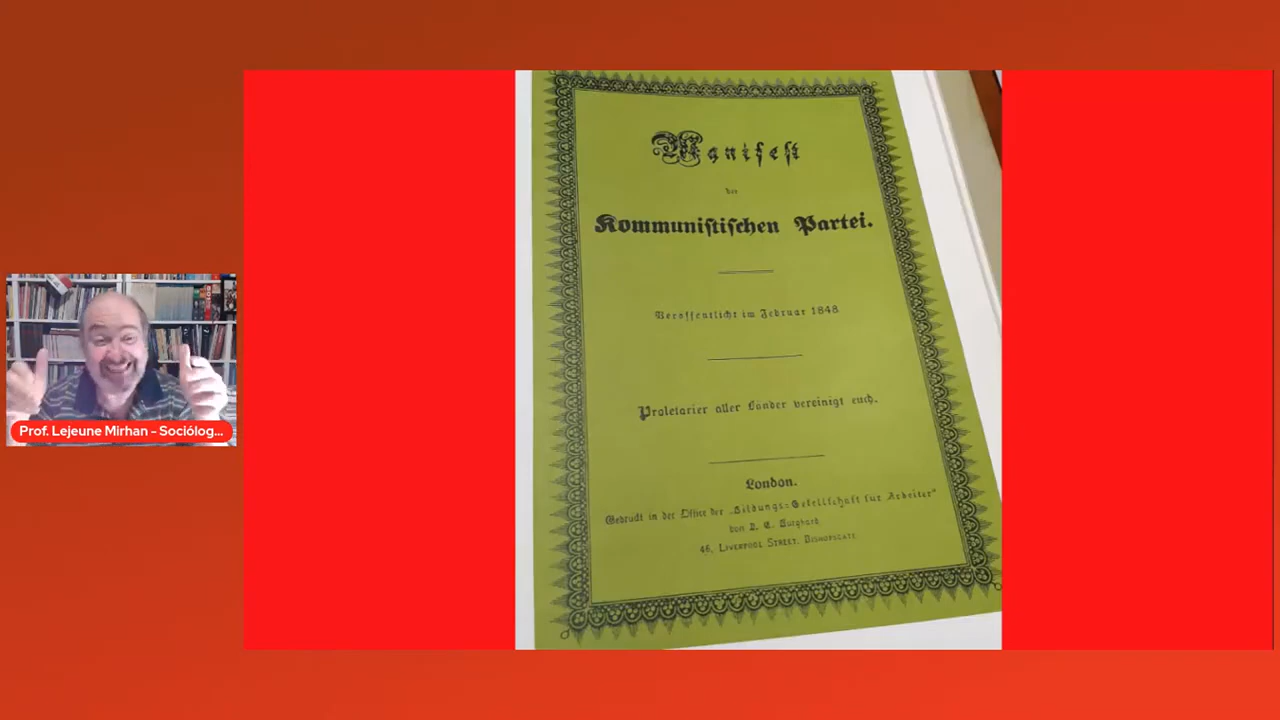 Prof. Lejeune Mirhan - Sociólog...
Manifest
der
Kommunistischen Partei.
Veröffentlicht im Februar 1848
Proletarier aller Länder vereinigt euch.
London.
Gedruckt in der Office der „Bildungs=Gesellschaft für Arbeiter"
von J. E. Burghard.
46, LIVERPOOL STREET, BISHOPSGATE